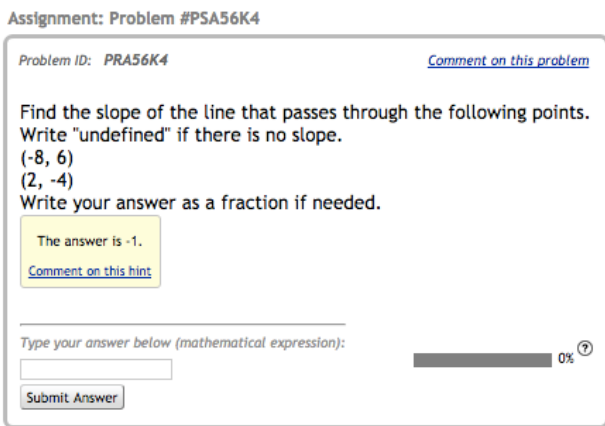 Assignment: Problem #PSA56K4
Problem ID: PRA56K4 Comment on this problem
Find the slope of the line that passes through the following points.
Write "undefined" if there is no slope.
(-8, 6)
(2, -4)
Write your answer as a fraction if needed.
The answer is -1.
Comment on this hint
Type your answer below (mathematical expression):
0% ?
Submit Answer